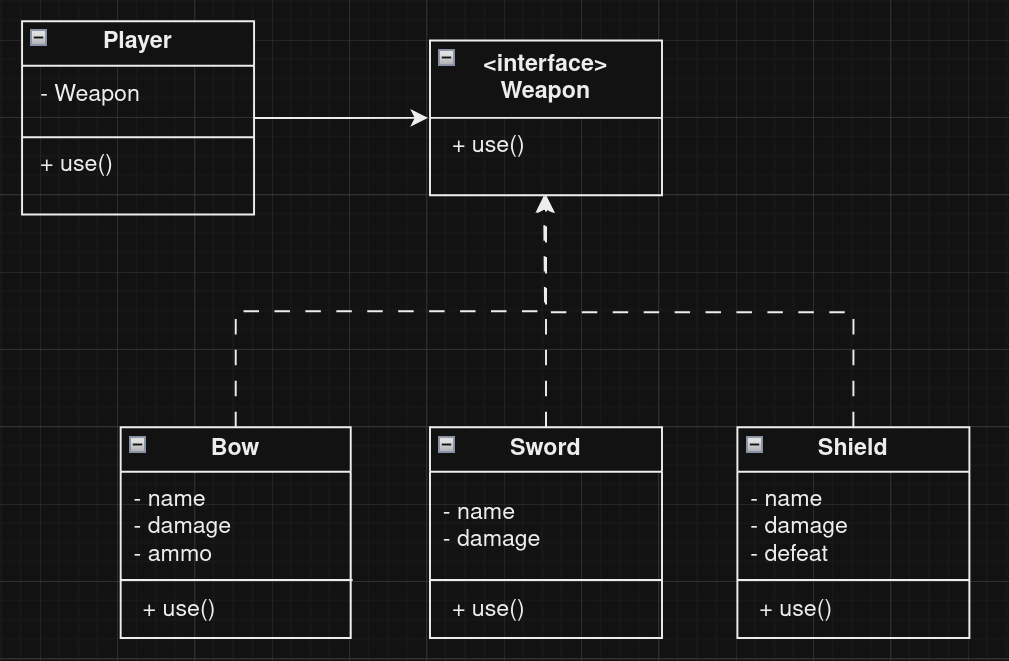 Player
- Weapon
+ use()
<interface>
Weapon
+ use()
Bow
- name
- damage
- ammo
+ use()
Sword
- name
- damage
+ use()
Shield
- name
- damage
- defeat
+ use()